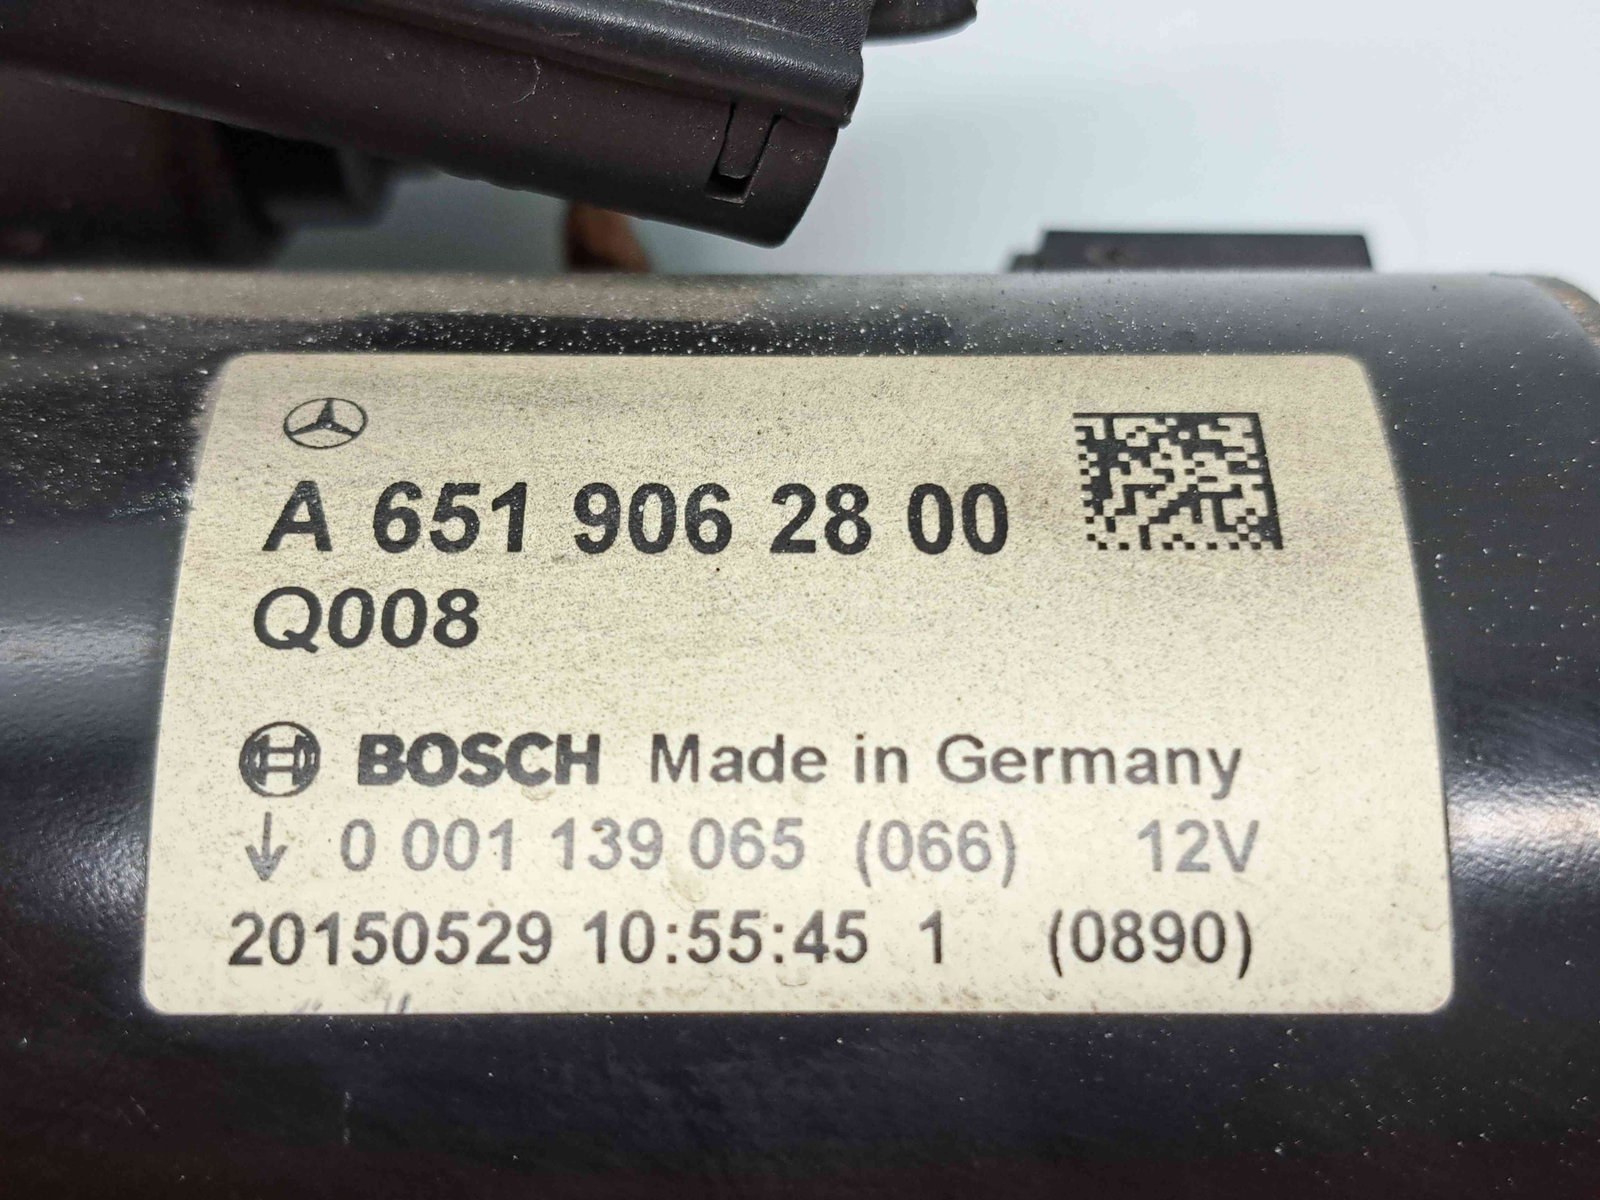 A 651 906 28 00
Q008
BOSCH Made in Germany
↓ 0 001 139 065 (066) 12V
20150529 10:55:45 1 (0890)